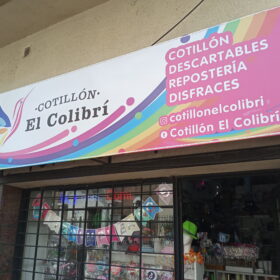 ·COTILLÓN·
El Colibrí
COTILLÓN
DESCARTABLES
REPOSTERÍA
DISFRACES
cotillonelcolibri
Cotillón El Colibrí